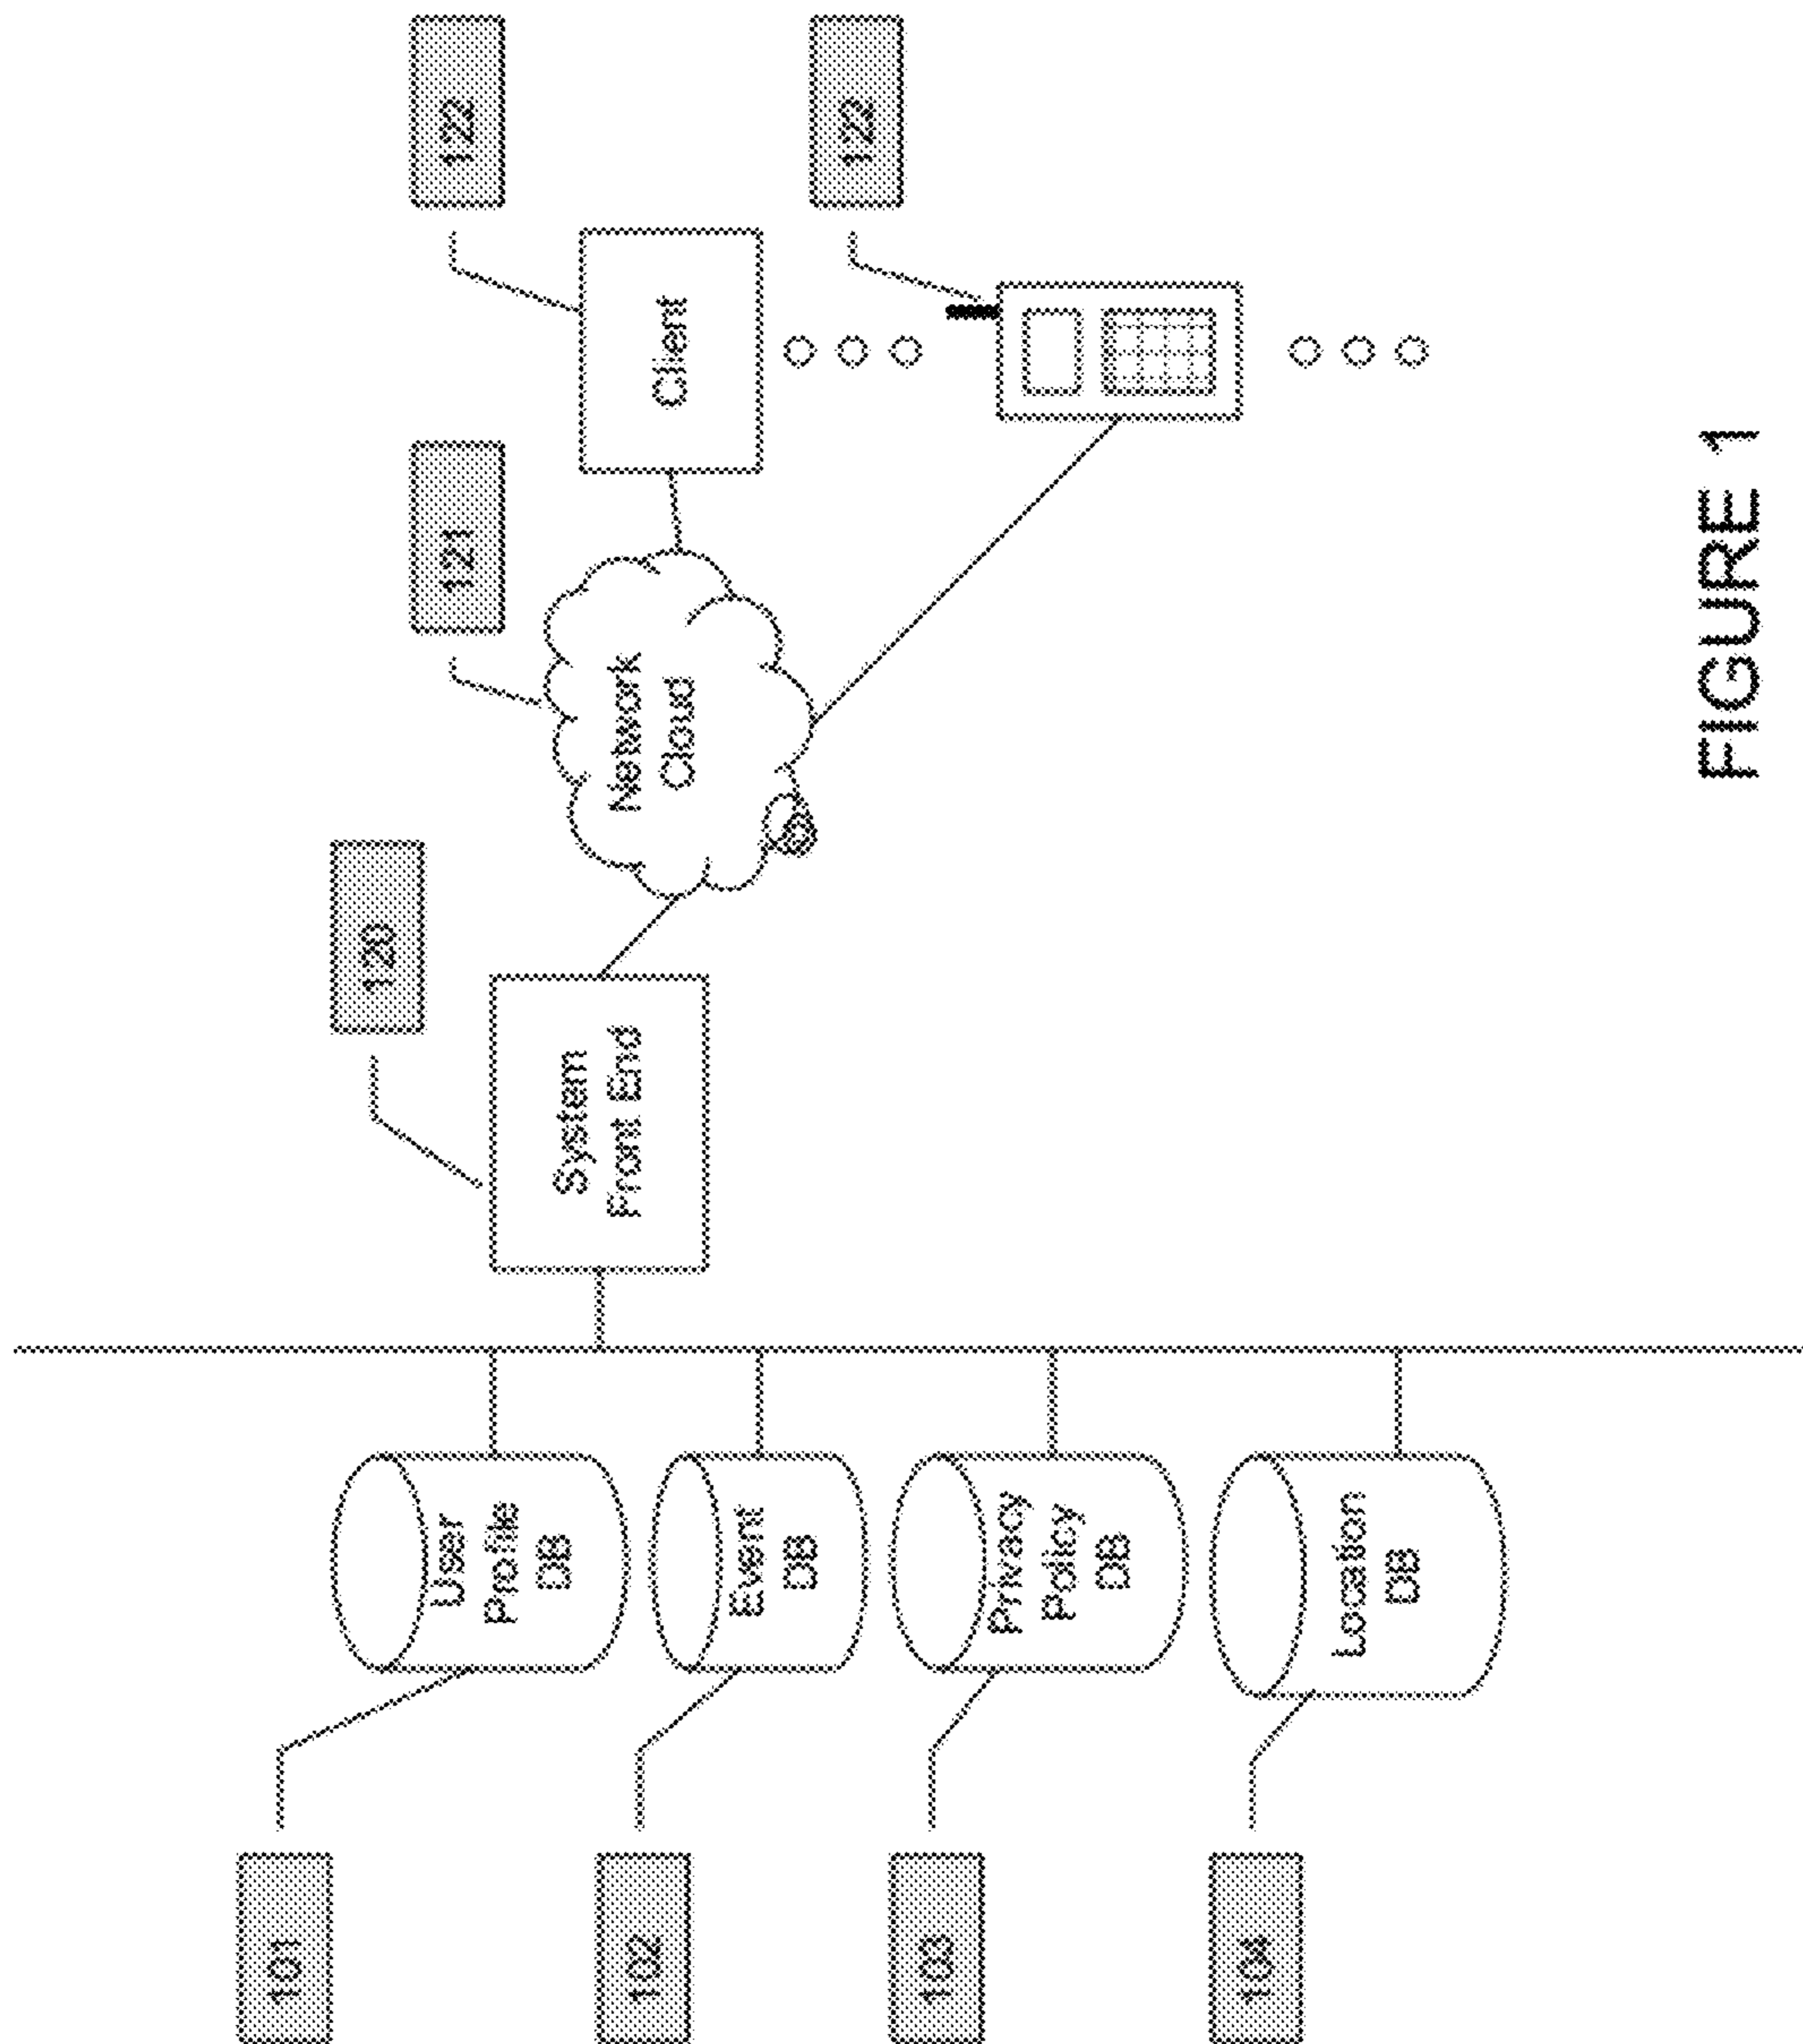 101
User
Profile
DB
102
Event
DB
103
Privacy
Policy
DB
104
Location
DB
120
System
Front End
121
Network
Cloud
122
Client
122
FIGURE 1